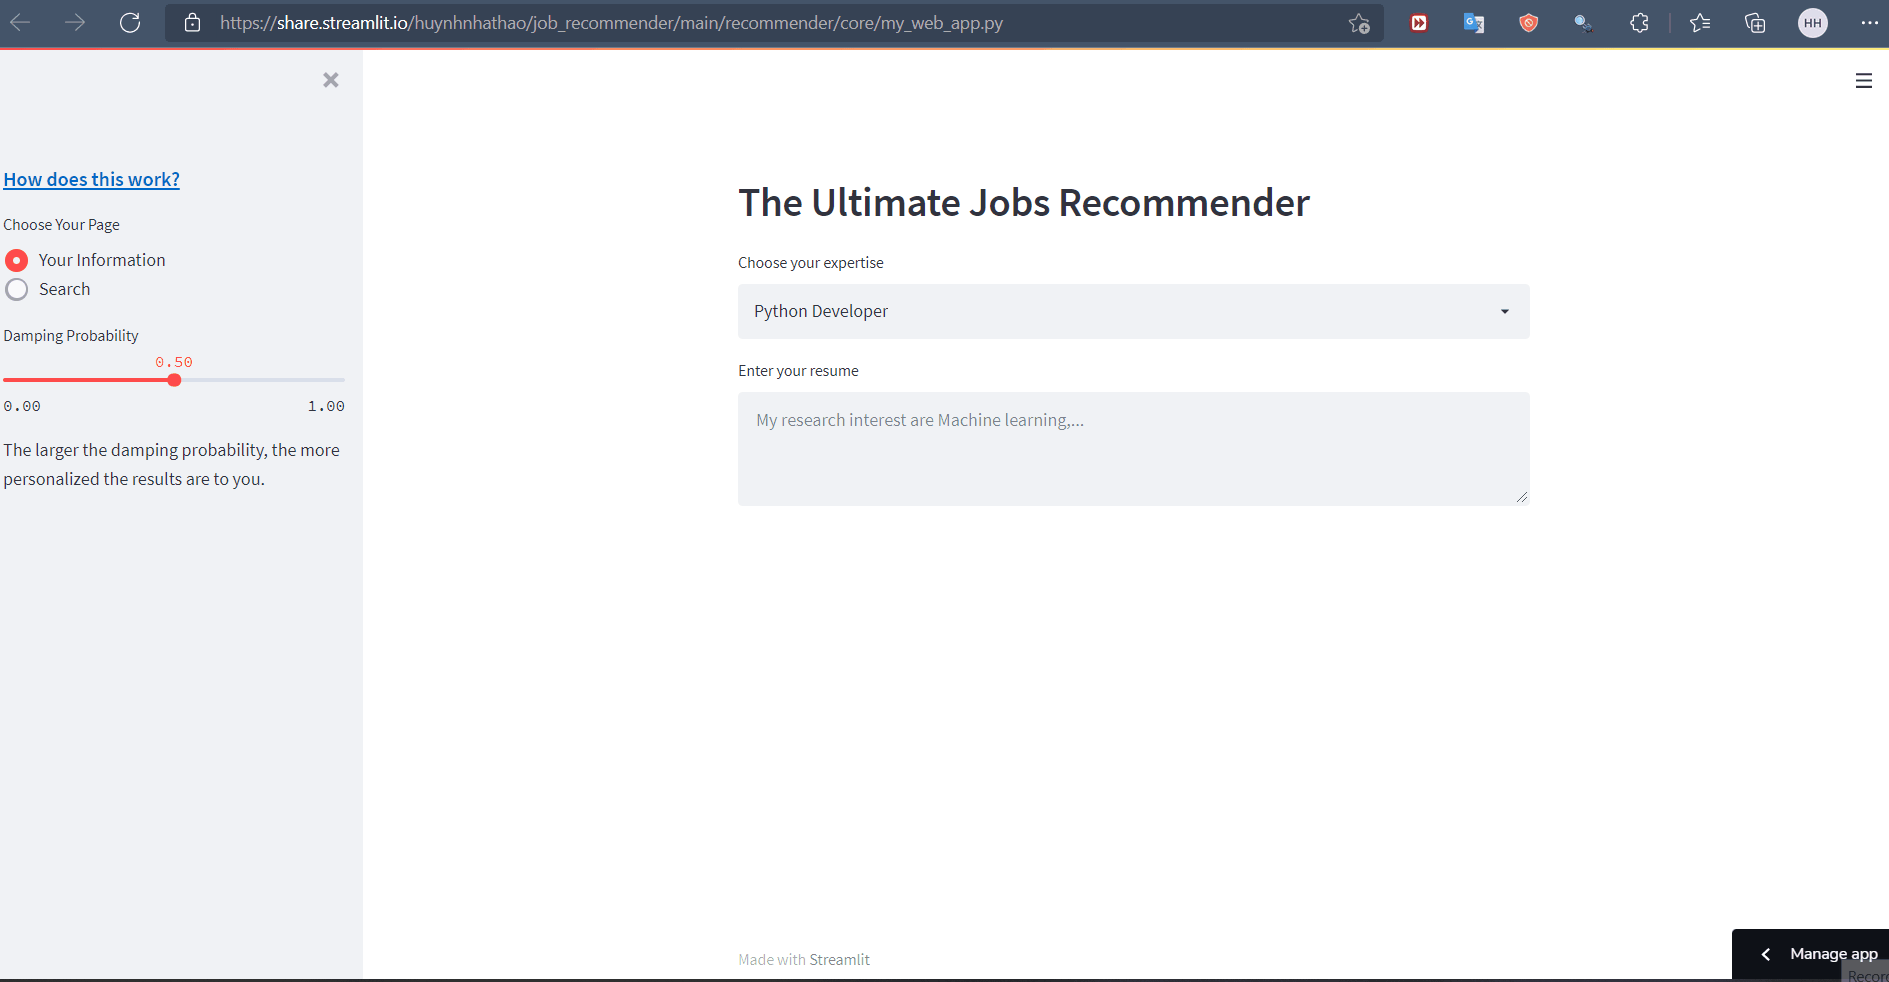 https://share.streamlit.io/huynhnhathao/job_recommender/main/recommender/core/my_web_app.py
HH
How does this work?
Choose Your Page
Your Information
Search
Damping Probability
0.50
0.00 1.00
The larger the damping probability, the more
personalized the results are to you.
The Ultimate Jobs Recommender
Choose your expertise
Python Developer
Enter your resume
My research interest are Machine learning,...
Made with Streamlit
Manage app